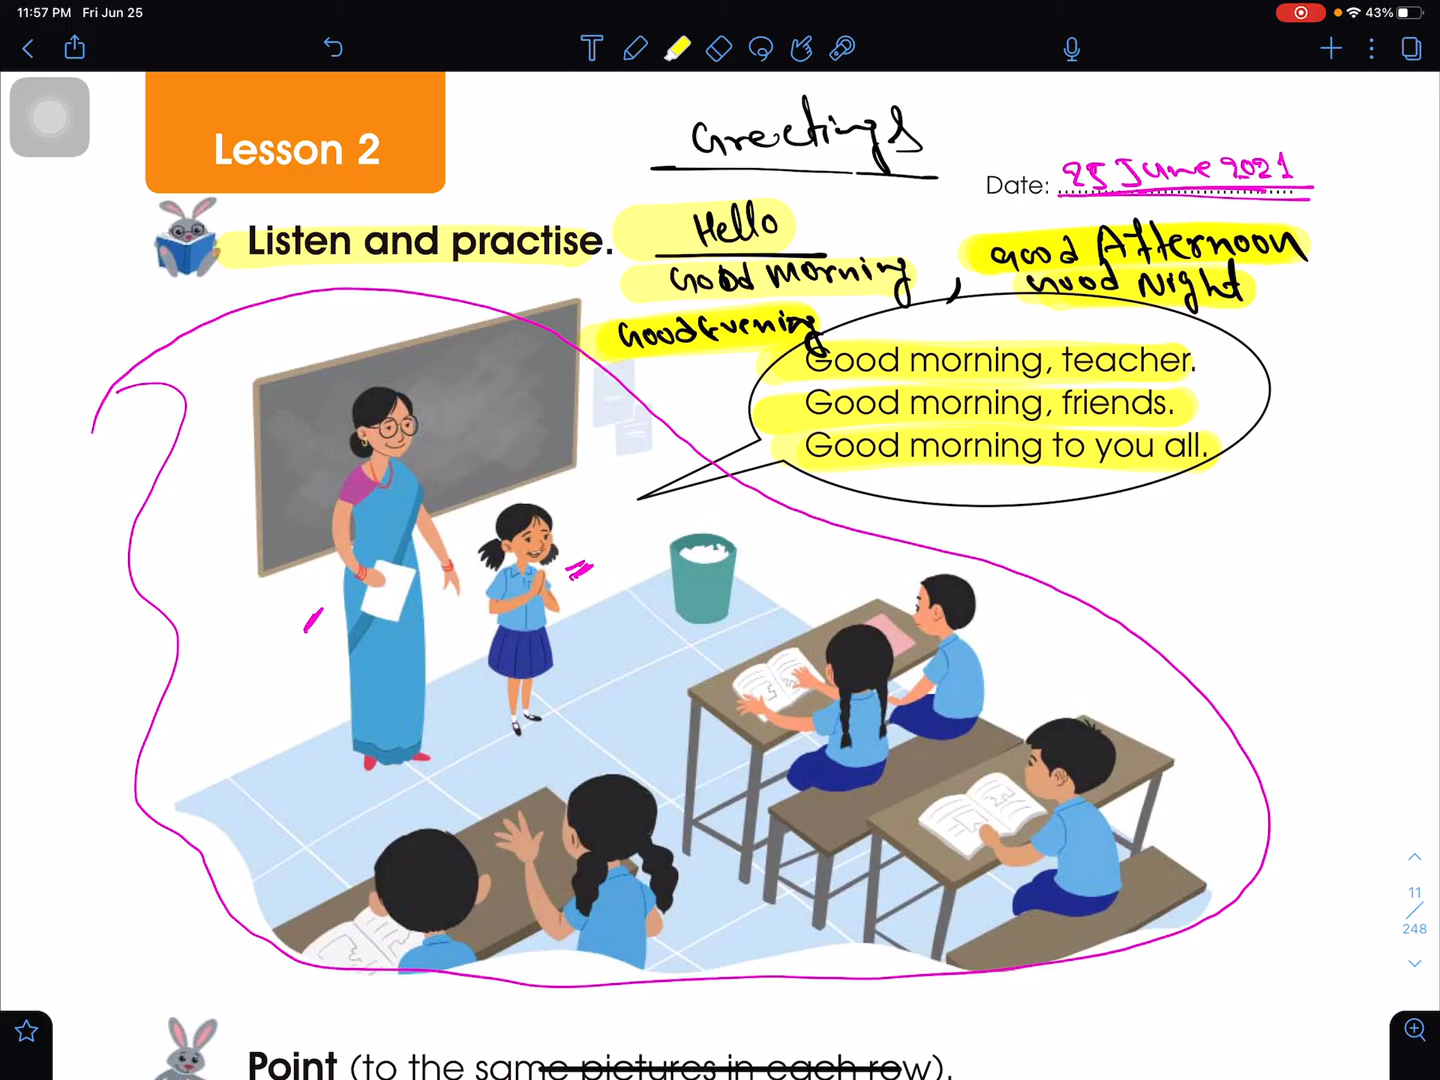 11:57 PM Fri Jun 25
43%
Lesson 2
Greetings
Date: 25 June 2021
Listen and practise.
Hello
Good morning
, Good Afternoon
Good Night
Good Evening
Good morning, teacher.
Good morning, friends.
Good morning to you all.
11
248
Point (to the same pictures in each row).